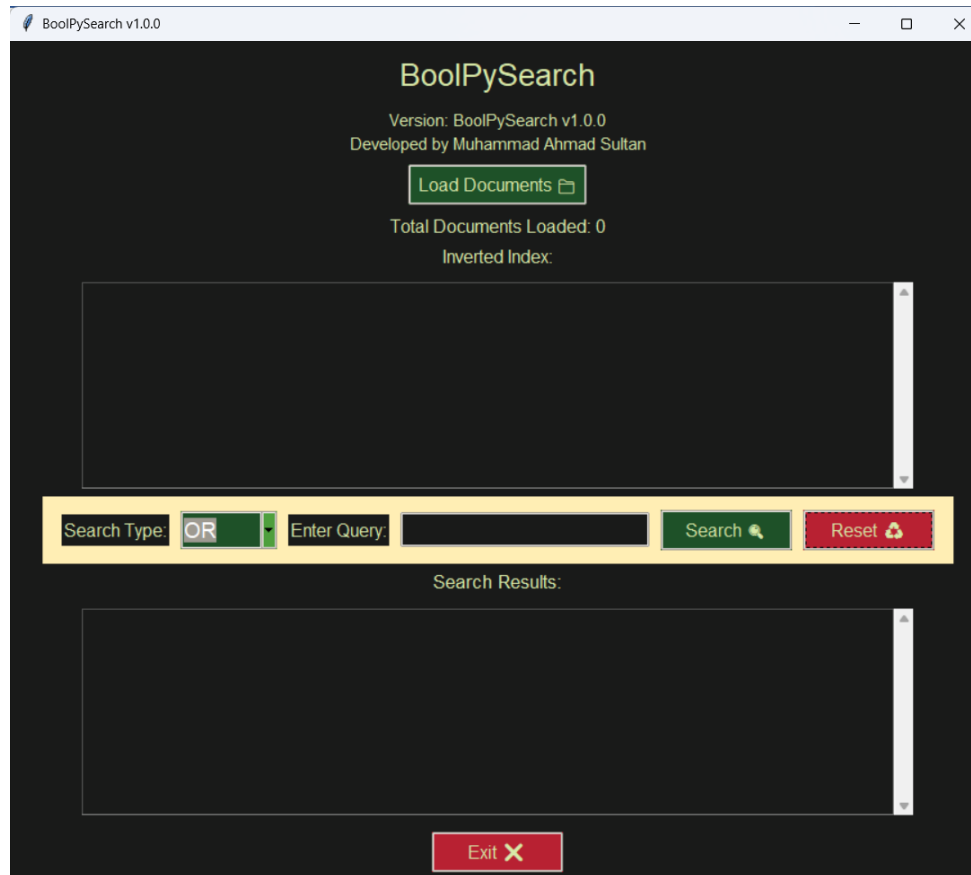 BoolPySearch v1.0.0
BoolPySearch
Version: BoolPySearch v1.0.0
Developed by Muhammad Ahmad Sultan
Load Documents
Total Documents Loaded: 0
Inverted Index:
Search Type: OR Enter Query: Search Reset
Search Results:
Exit